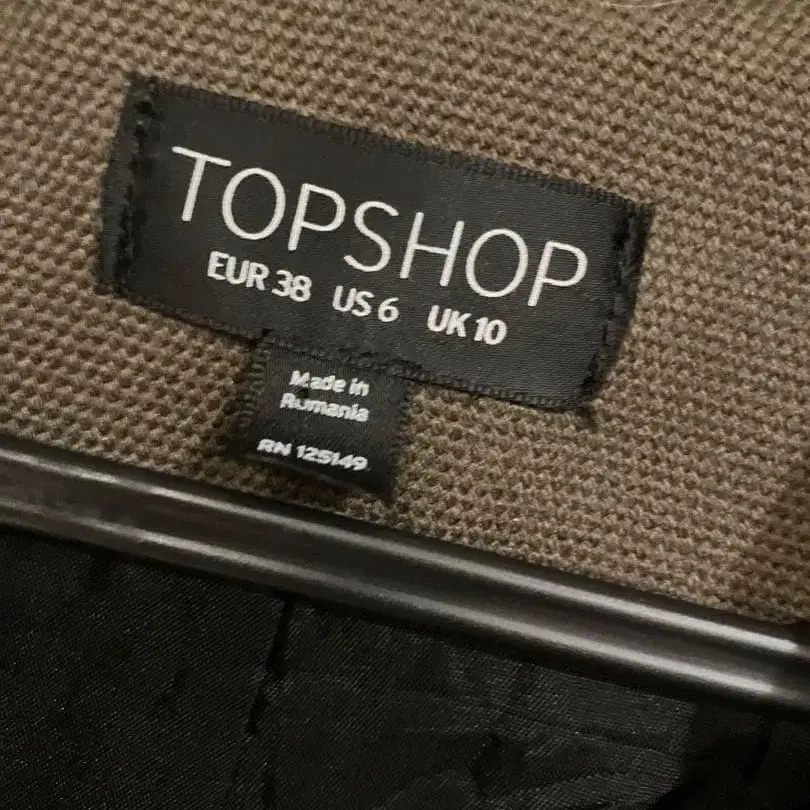 TOPSHOP
EUR 38 US 6 UK 10
Made in
Rumania
RN 125149